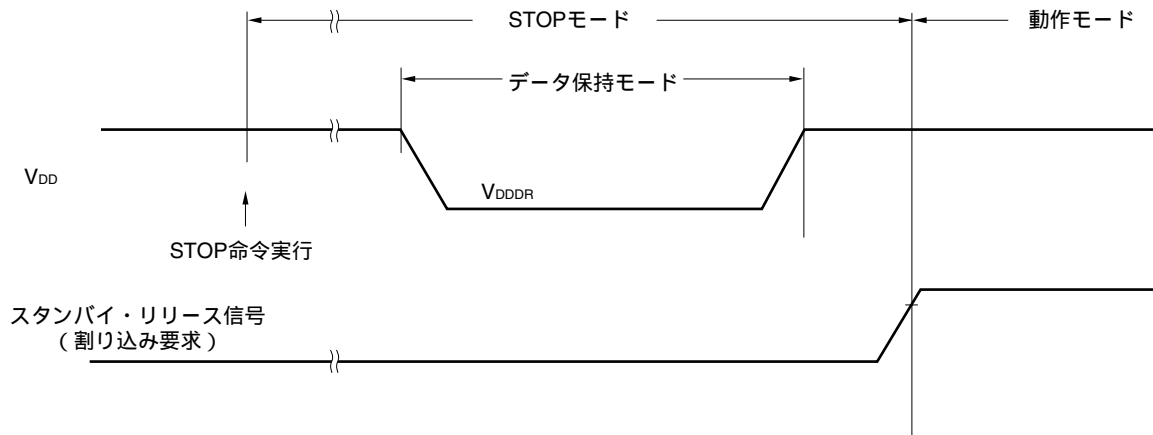 STOPモード
動作モード
データ保持モード
VDD
VDDDR
STOP命令実行
スタンバイ・リリース信号
(割り込み要求)